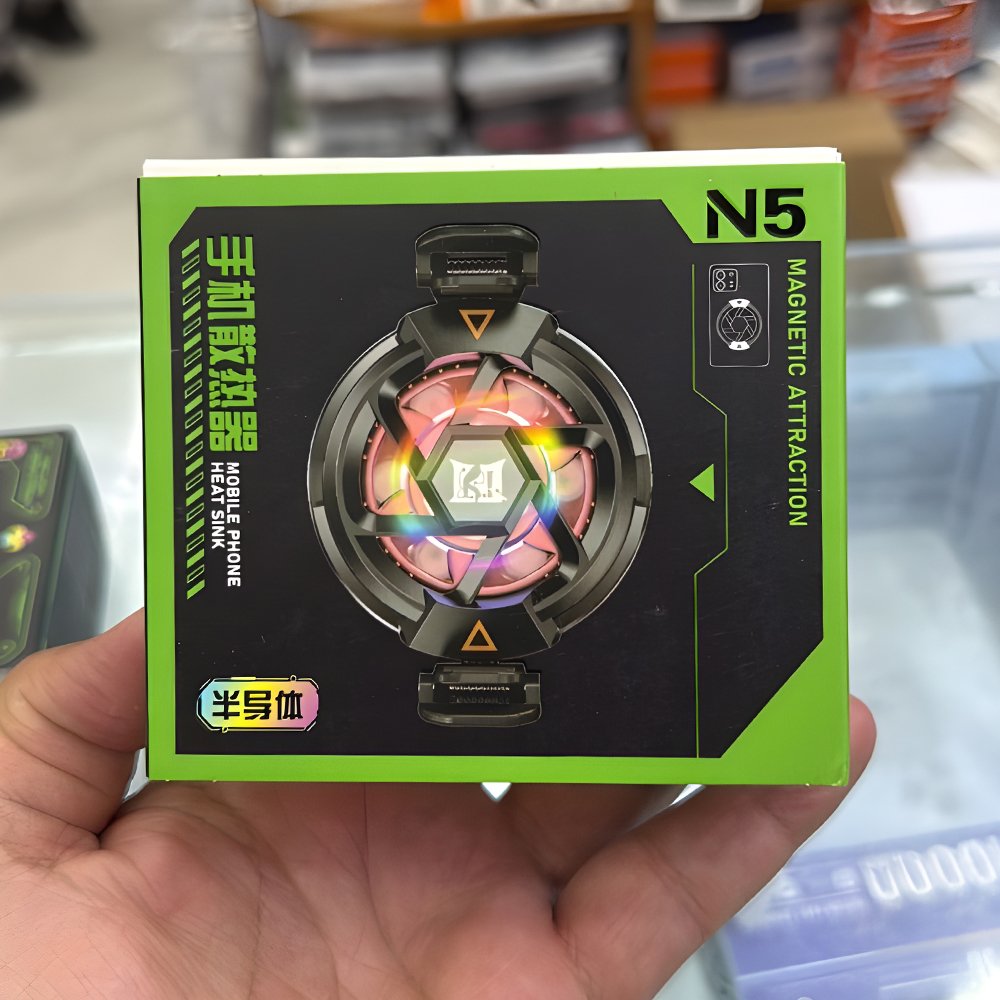 N5
MAGNETIC ATTRACTION
手机散热器
MOBILE PHONE
HEAT SINK
半导体